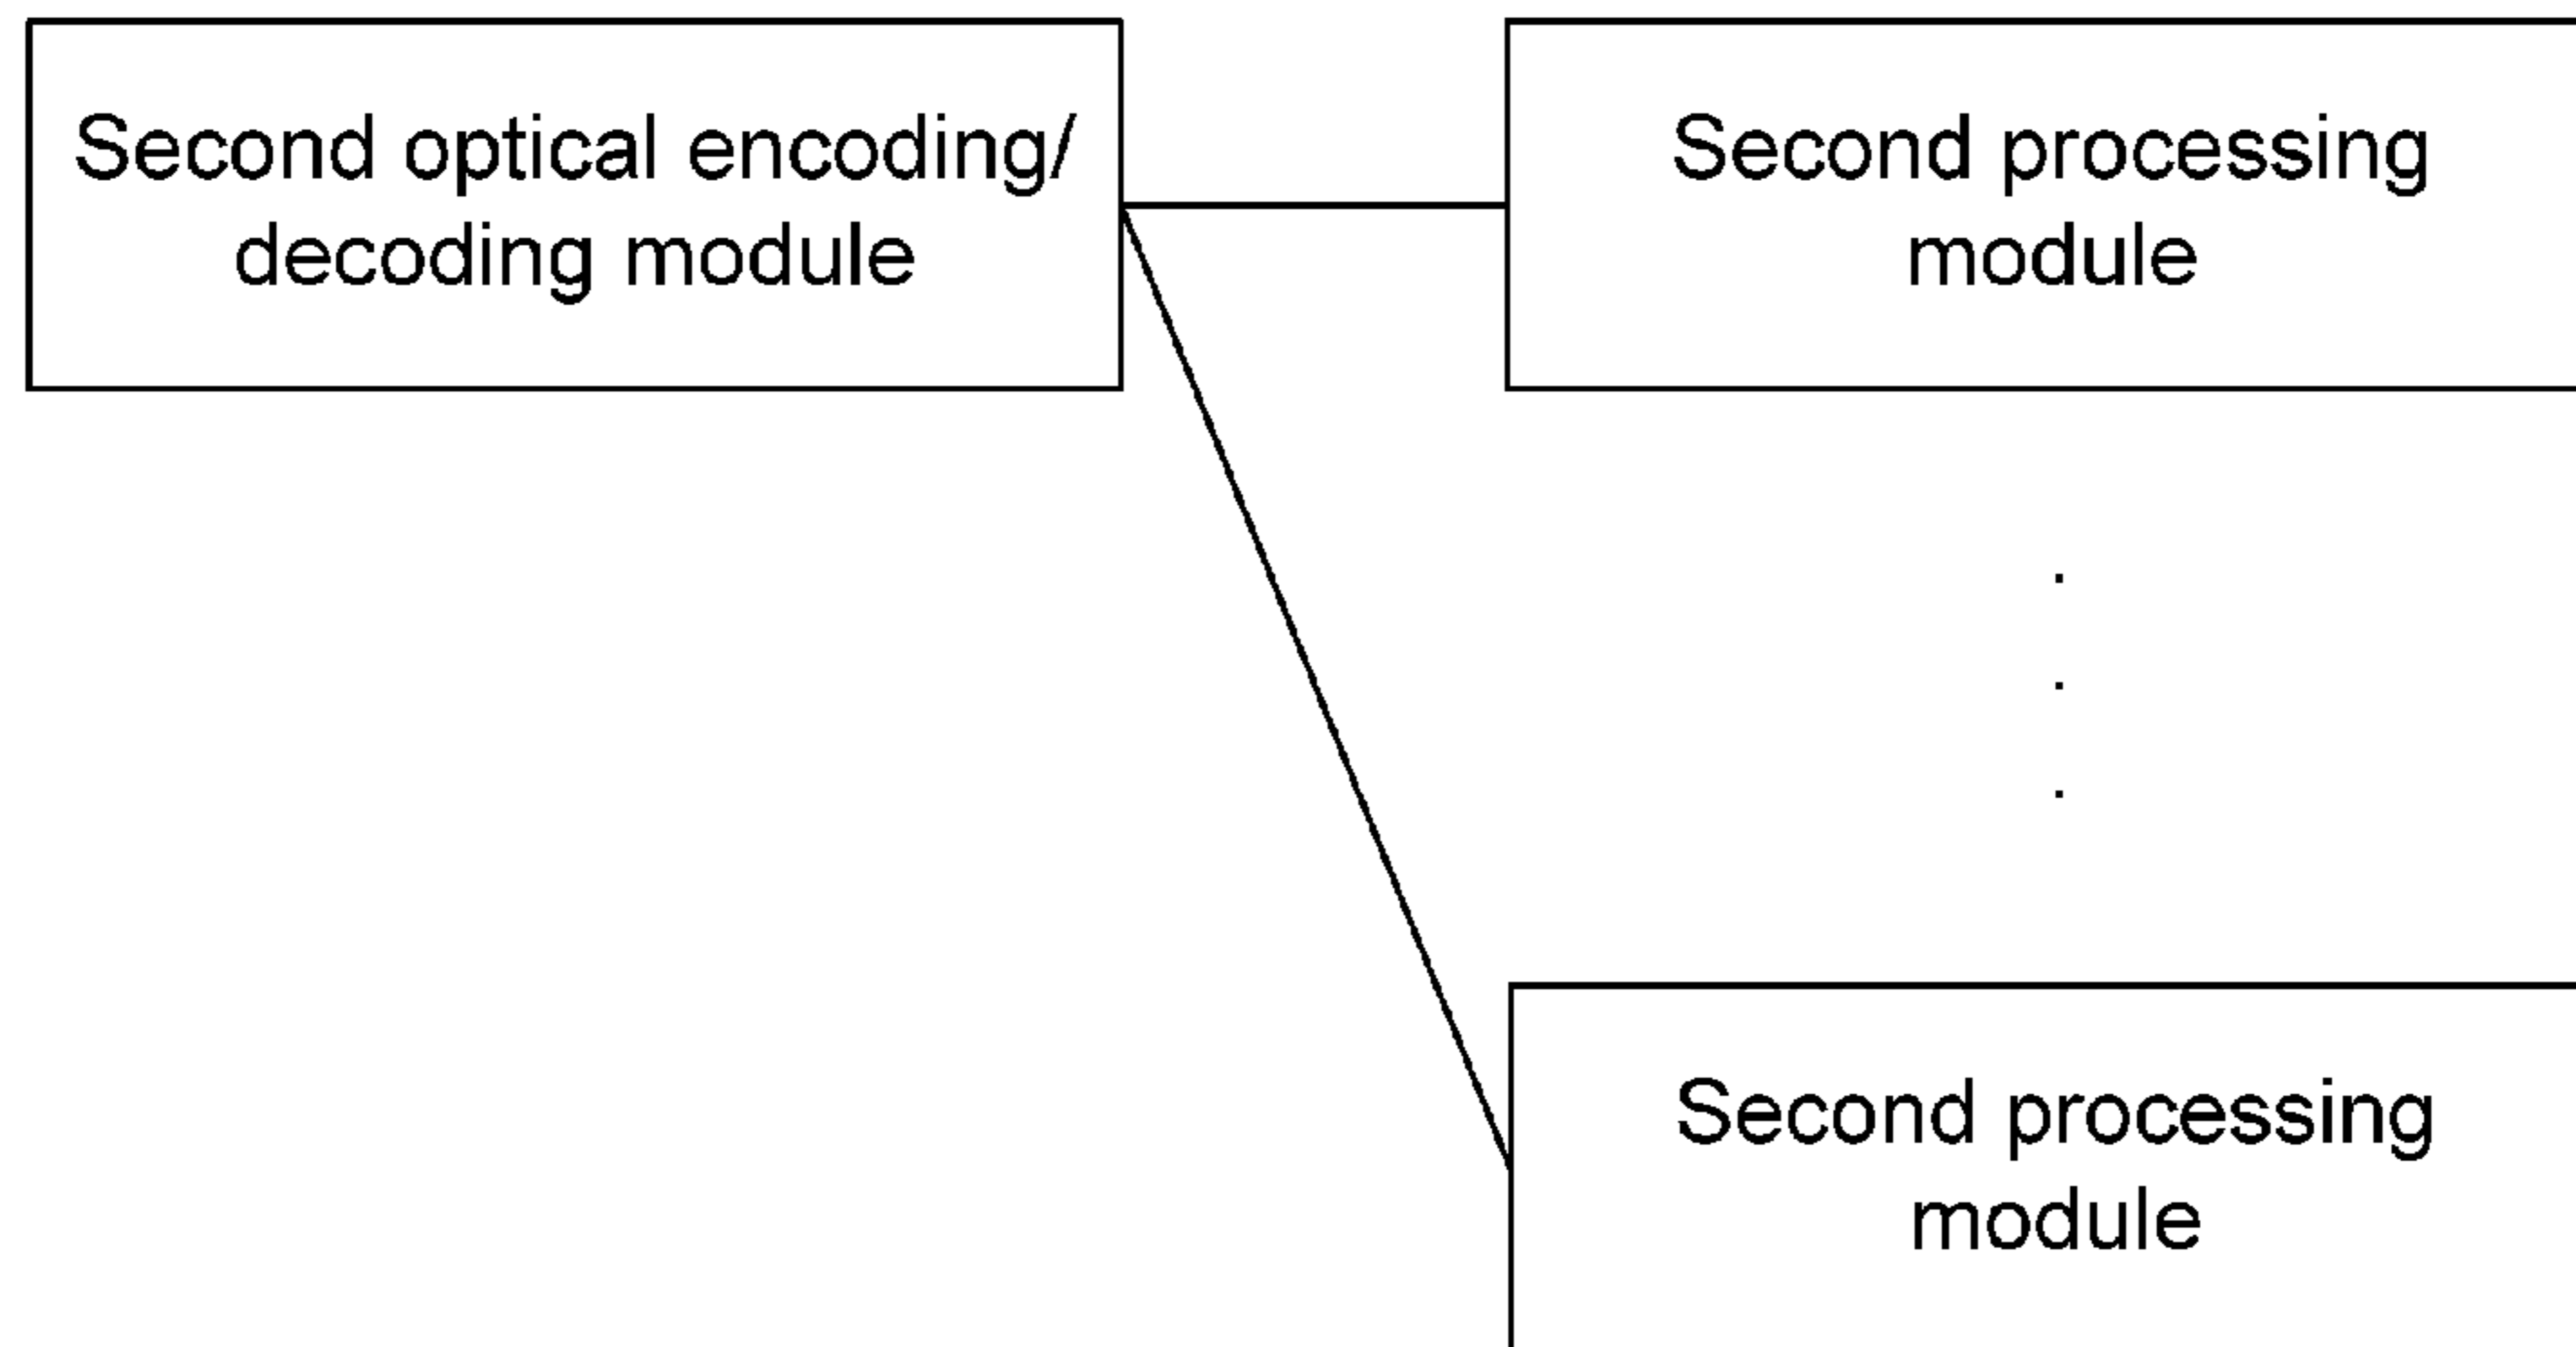 Second optical encoding/
decoding module
Second processing
module
.
.
.
Second processing
module